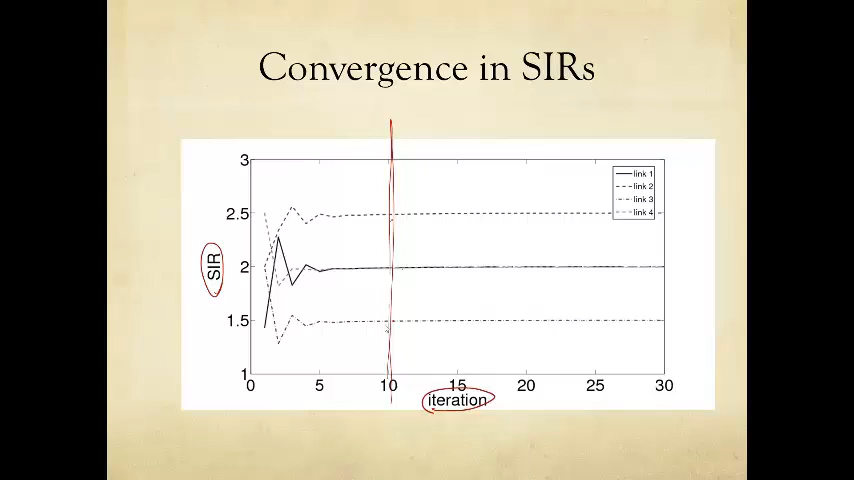 Convergence in SIRs
3
2.5
2
1.5
1
SIR
link 1
link 2
link 3
link 4
0 5 10 15 20 25 30
iteration